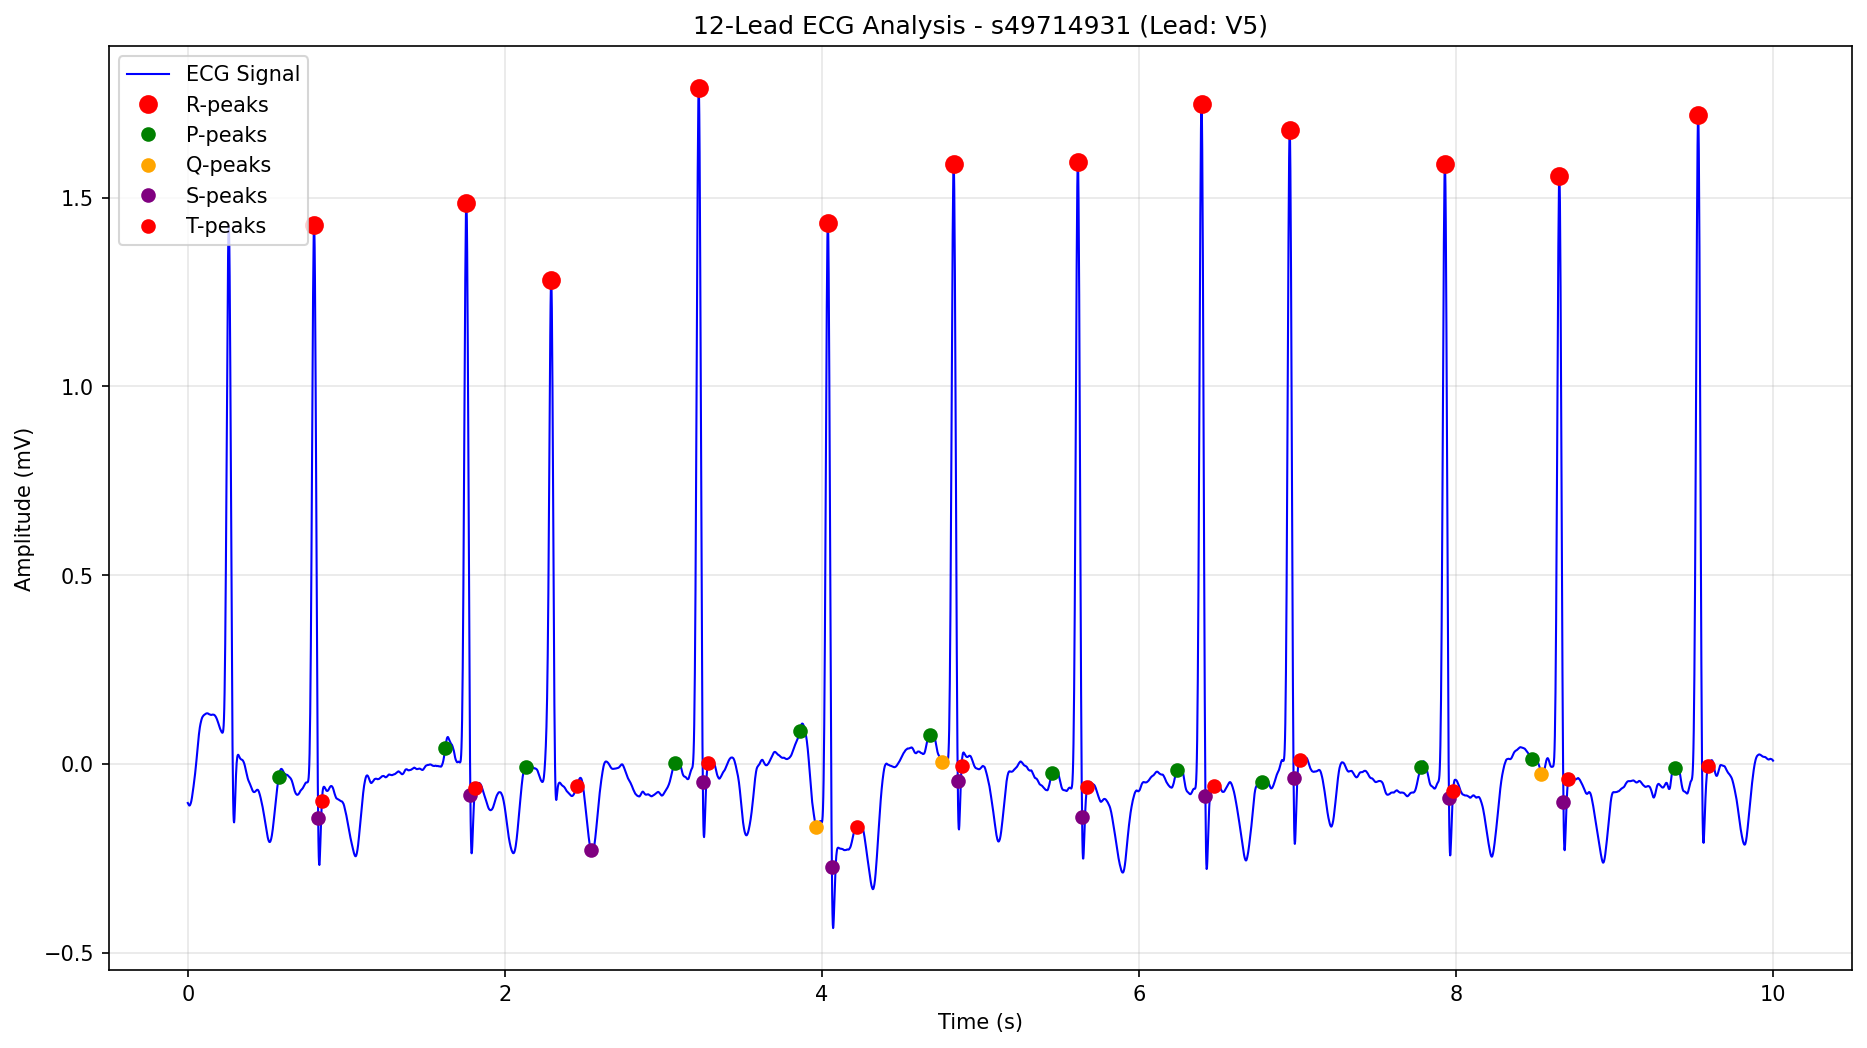 12-Lead ECG Analysis - s49714931 (Lead: V5)
ECG Signal
R-peaks
P-peaks
Q-peaks
S-peaks
T-peaks
Amplitude (mV)
1.5
1.0
0.5
0.0
−0.5
0
2
4
6
8
10
Time (s)